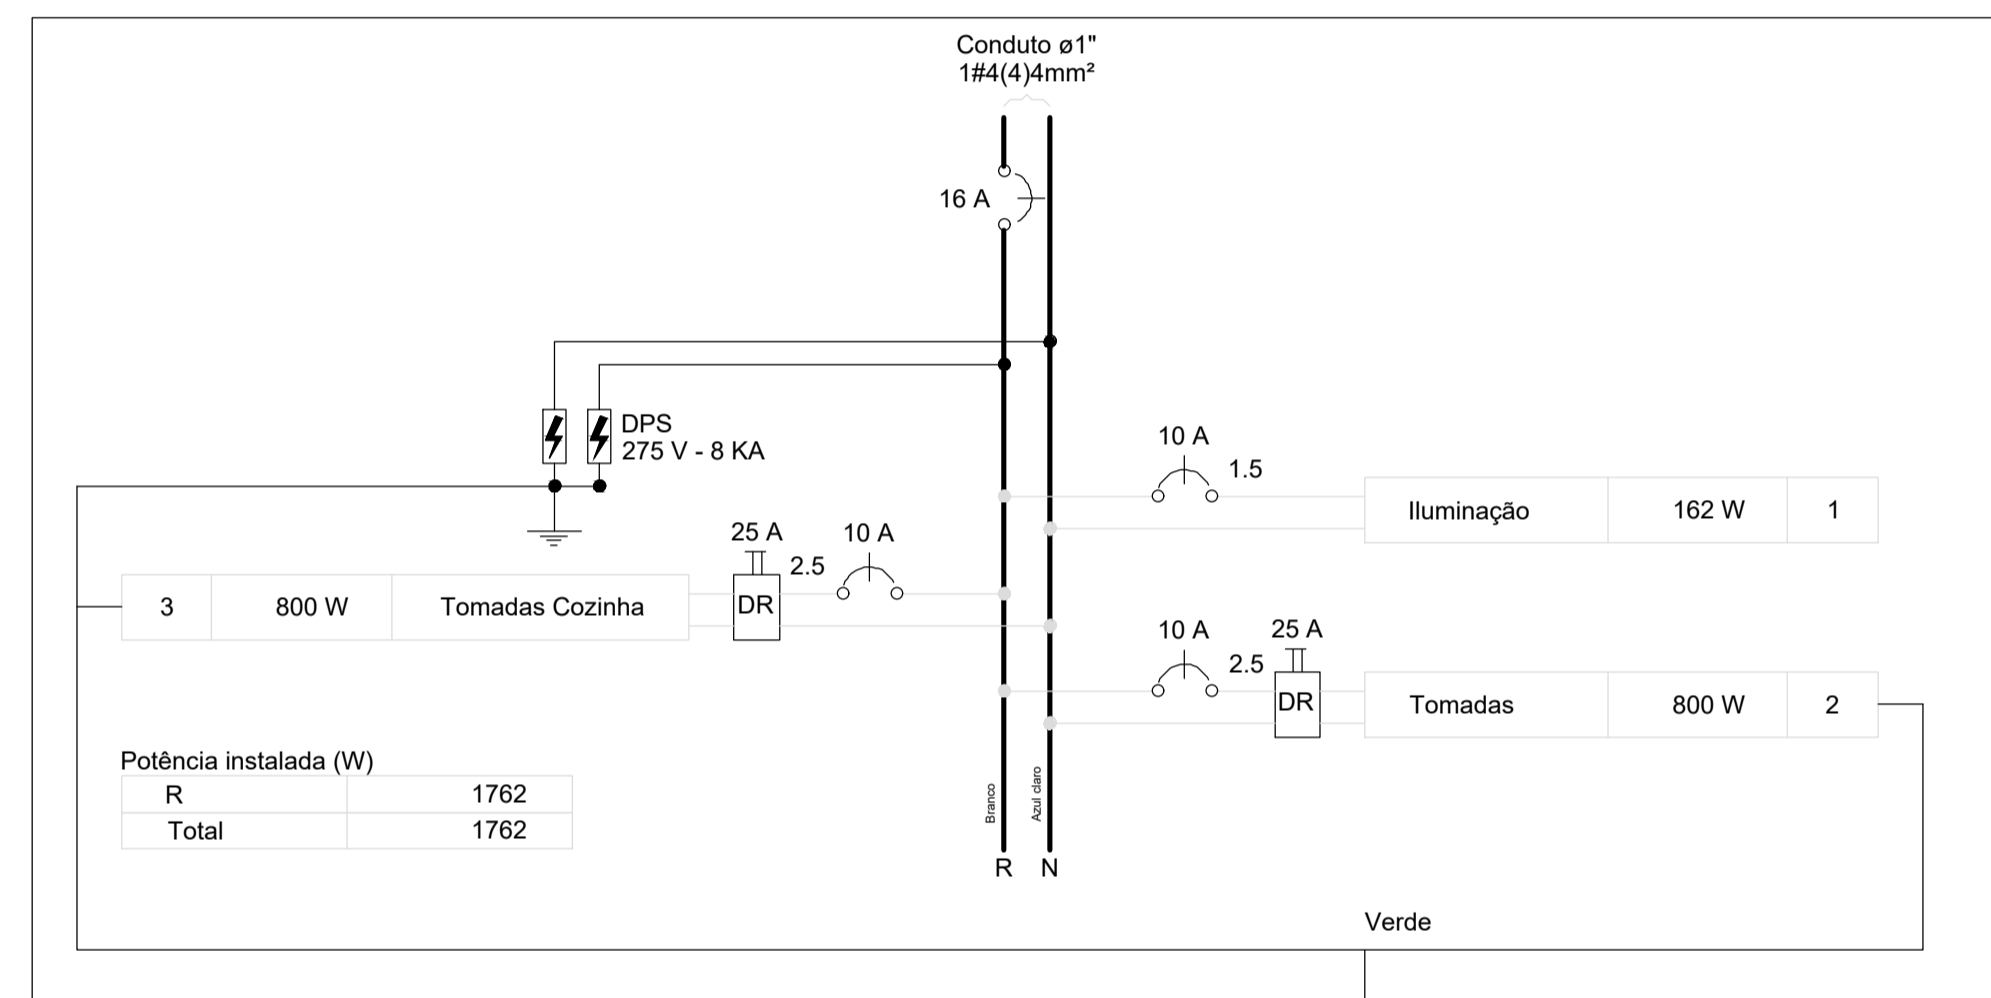 Conduto ø1"
1#4(4)4mm²
16 A
DPS
275 V - 8 KA
10 A
1.5
Iluminação 162 W 1
25 A
10 A
2.5
3 800 W Tomadas Cozinha
DR
10 A
25 A
2.5
DR
Tomadas 800 W 2
Potência instalada (W)
R 1762
Total 1762
Branco
Azul claro
R N
Verde